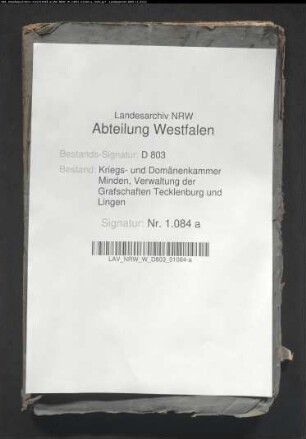 Landesarchiv NRW
Abteilung Westfalen
Bestands-Signatur: D 803
Bestand: Kriegs- und Domänenkammer
Minden, Verwaltung der
Grafschaften Tecklenburg und
Lingen
Signatur: Nr. 1.084 a
LAV_NRW_W_D803_01084-a